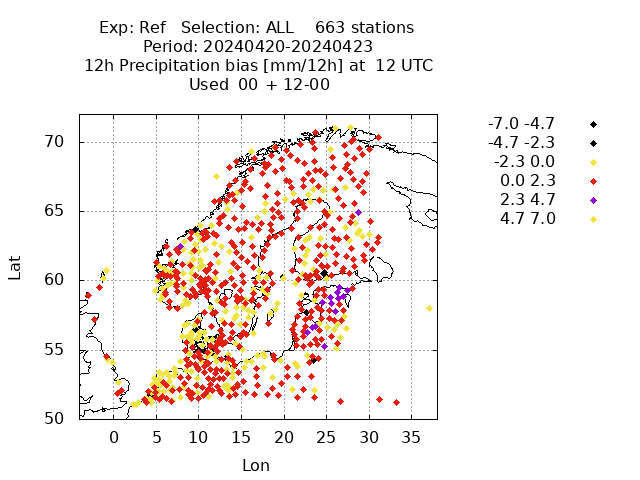 Exp: Ref Selection: ALL 663 stations
Period: 20240420-20240423
12h Precipitation bias [mm/12h] at 12 UTC
Used 00 + 12-00
-7.0 -4.7
-4.7 -2.3
-2.3 0.0
0.0 2.3
2.3 4.7
4.7 7.0
70
65
60
55
50
Lat
0 5 10 15 20 25 30 35
Lon